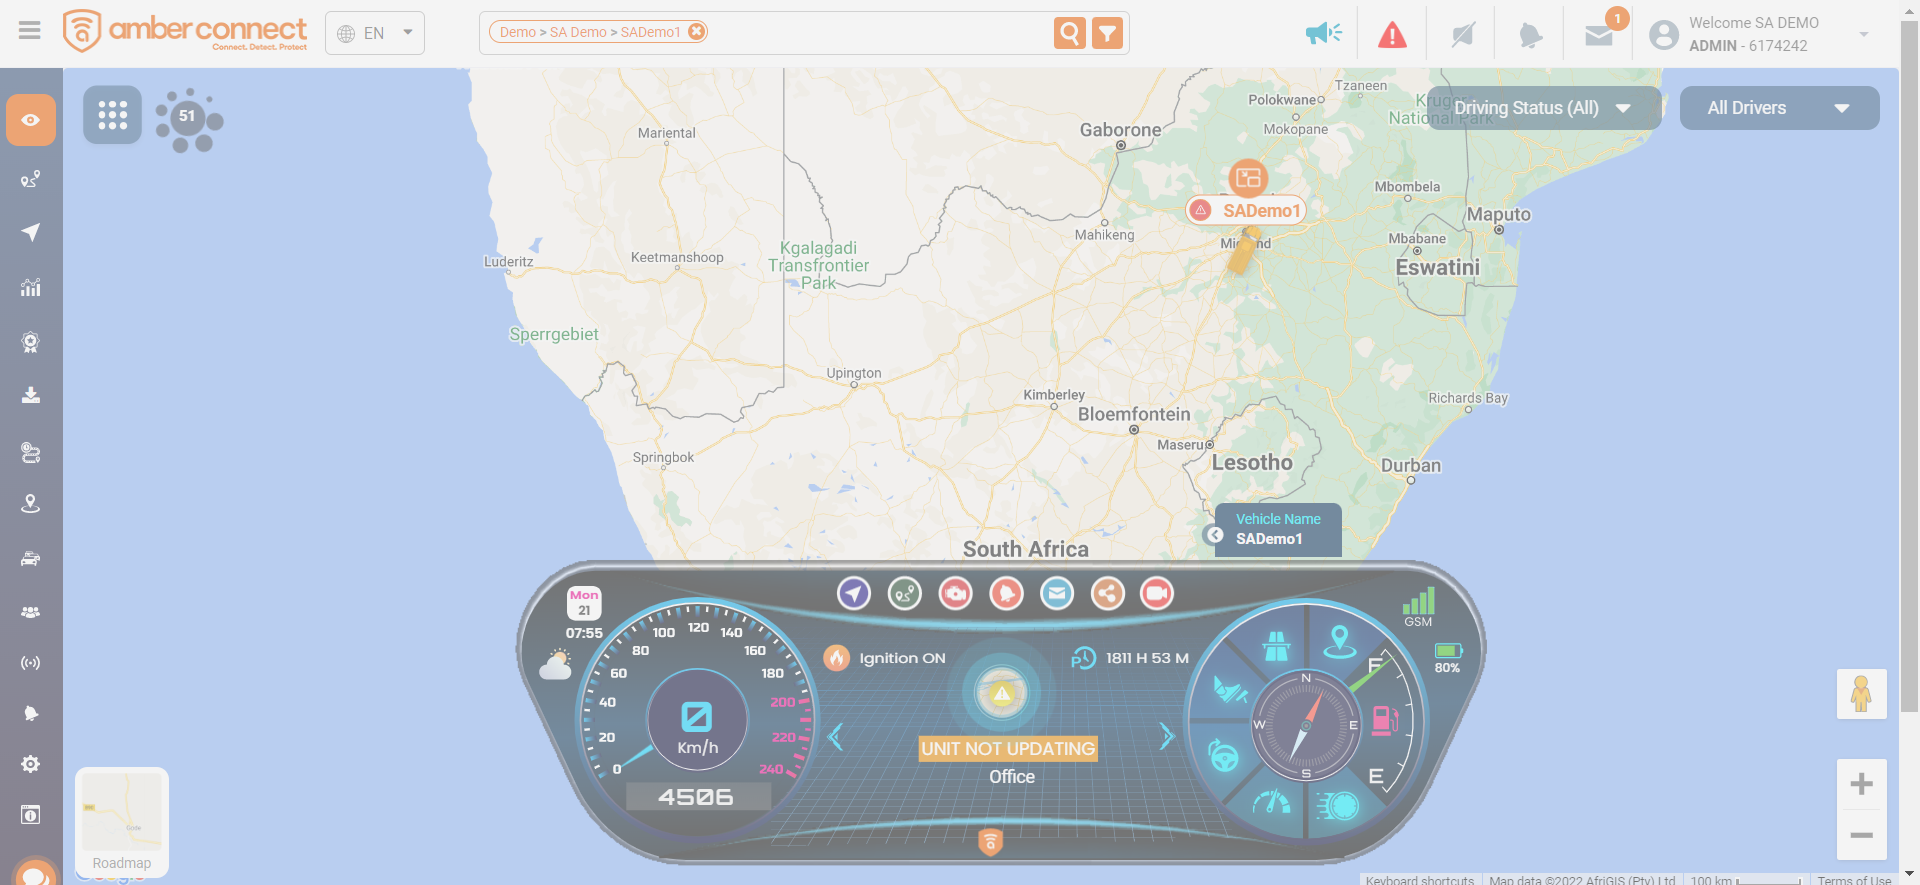 amber connect
Connect. Detect. Protect
EN
Demo > SA Demo > SADemo1
1
Welcome SA DEMO
ADMIN - 6174242
51
Driving Status (All)
All Drivers
Tzaneen
Polokwane
Kruger
National Park
Mokopane
Gaborone
Mariental
Mbombela
SADemo1
Maputo
Mahikeng
Mbabane
Eswatini
Kgalagadi
Transfrontier
Park
Keetmanshoop
Luderitz
Sperrgebiet
Upington
Kimberley
Richards Bay
Bloemfontein
Maseru
Lesotho
Springbok
Durban
Vehicle Name
SADemo1
South Africa
Mon
21
07:55
0
20
40
60
80
100
120
140
160
180
200
220
240
0
Km/h
4506
Ignition ON
1811 H 53 M
UNIT NOT UPDATING
Office
N
E
S
W
F
E
GSM
80%
Roadmap
Keyboard shortcuts
Map data ©2022 AfriGIS (Pty) Ltd
100 km
Terms of Use